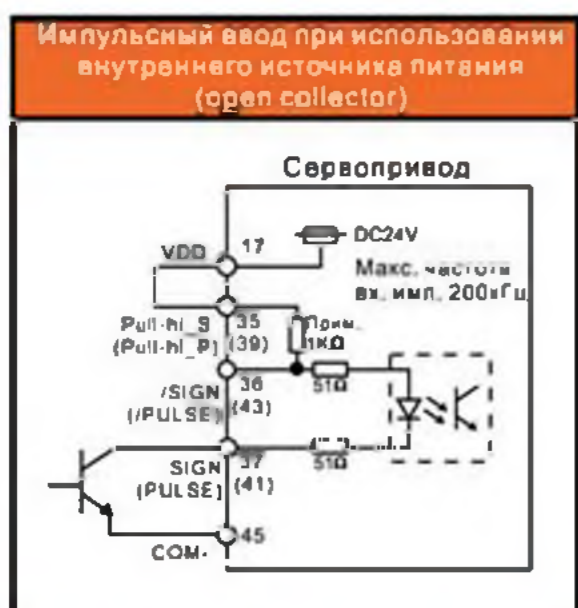 Импульсный ввод при использовании
внутреннего источника питания
(open collector)
Сервопривод
VDD 17 DC24V
Макс. частота
вх. имп. 200кГц
Pull-hi_S 35 Прим.
(Pull-hi_P) (39) 1KΩ
/SIGN 36 51Ω
(/PULSE) (43)
SIGN 37 51Ω
(PULSE) (41)
COM- 45